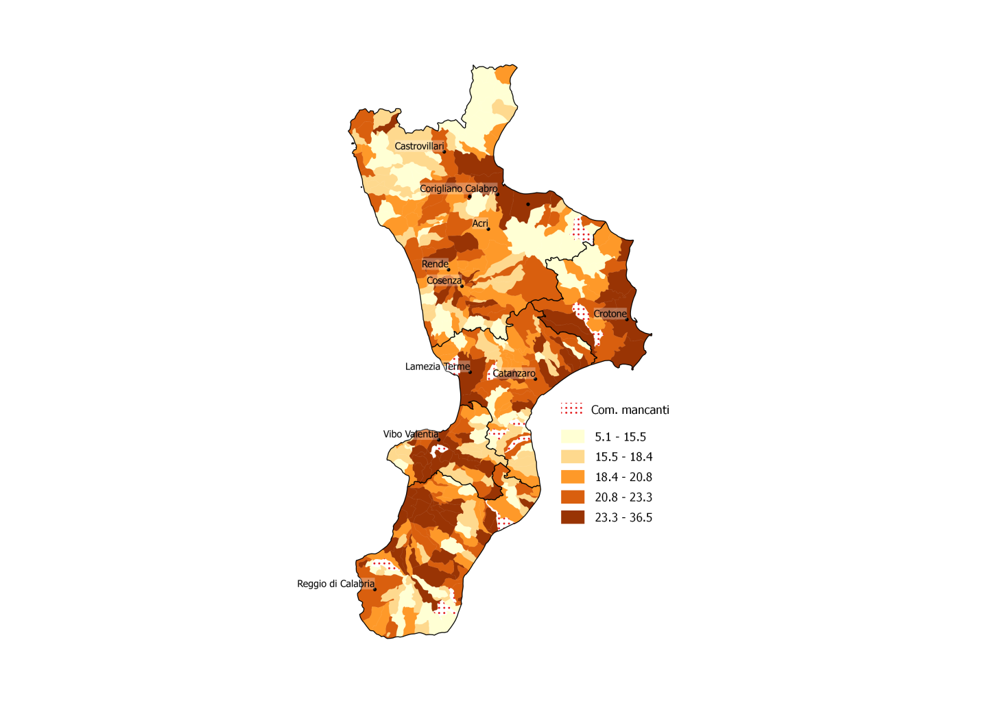 Castrovillari
Corigliano Calabro
Acri
Rende
Cosenza
Crotone
Lamezia Terme
Catanzaro
Vibo Valentia
Reggio di Calabria
Com. mancanti
5.1 - 15.5
15.5 - 18.4
18.4 - 20.8
20.8 - 23.3
23.3 - 36.5